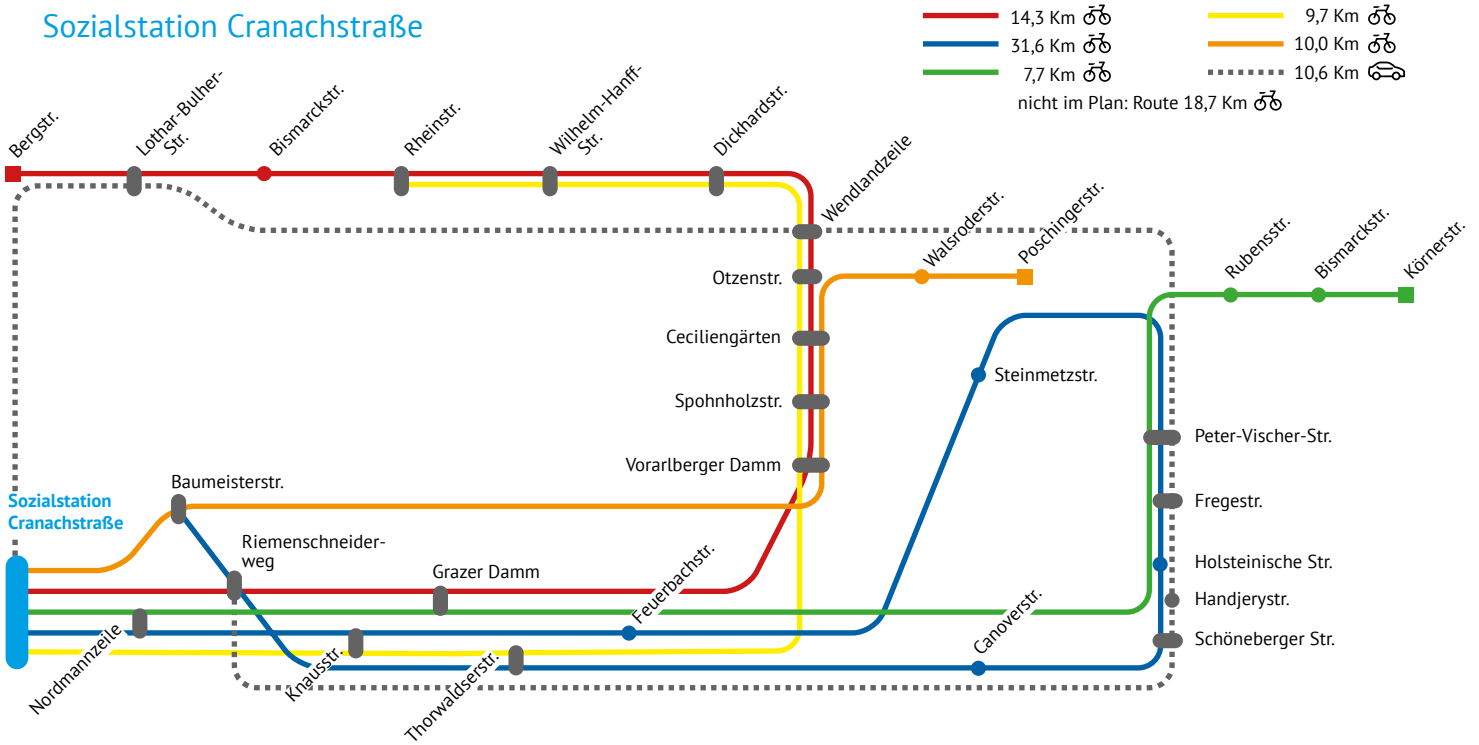 Sozialstation Cranachstraße
14,3 Km
31,6 Km
7,7 Km
9,7 Km
10,0 Km
10,6 Km
nicht im Plan: Route 18,7 Km
Bergstr.
Lothar-Bulher-
Str.
Bismarckstr.
Rheinstr.
Wilhelm-Hanff-
Str.
Dickhardstr.
Wendlandzeile
Walsroderstr.
Poschingerstr.
Rubensstr.
Bismarckstr.
Körnerstr.
Otzenstr.
Ceciliengärten
Spohnholzstr.
Vorarlberger Damm
Steinmetzstr.
Peter-Vischer-Str.
Fregestr.
Holsteinische Str.
Handjerystr.
Schöneberger Str.
Baumeisterstr.
Sozialstation
Cranachstraße
Riemenschneider-
weg
Grazer Damm
Feuerbachstr.
Canoverstr.
Nordmannzeile
Knausstr.
Thorwaldserstr.